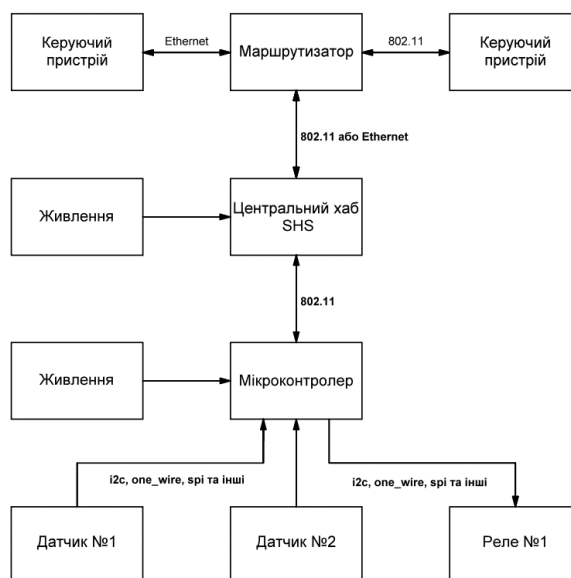 Керуючий
пристрій
Ethernet
Маршрутизатор
802.11
Керуючий
пристрій
802.11 або Ethernet
Живлення
Центральний хаб
SHS
802.11
Живлення
Мікроконтролер
i2c, one_wire, spi та інші
i2c, one_wire, spi та інші
Датчик №1
Датчик №2
Реле №1